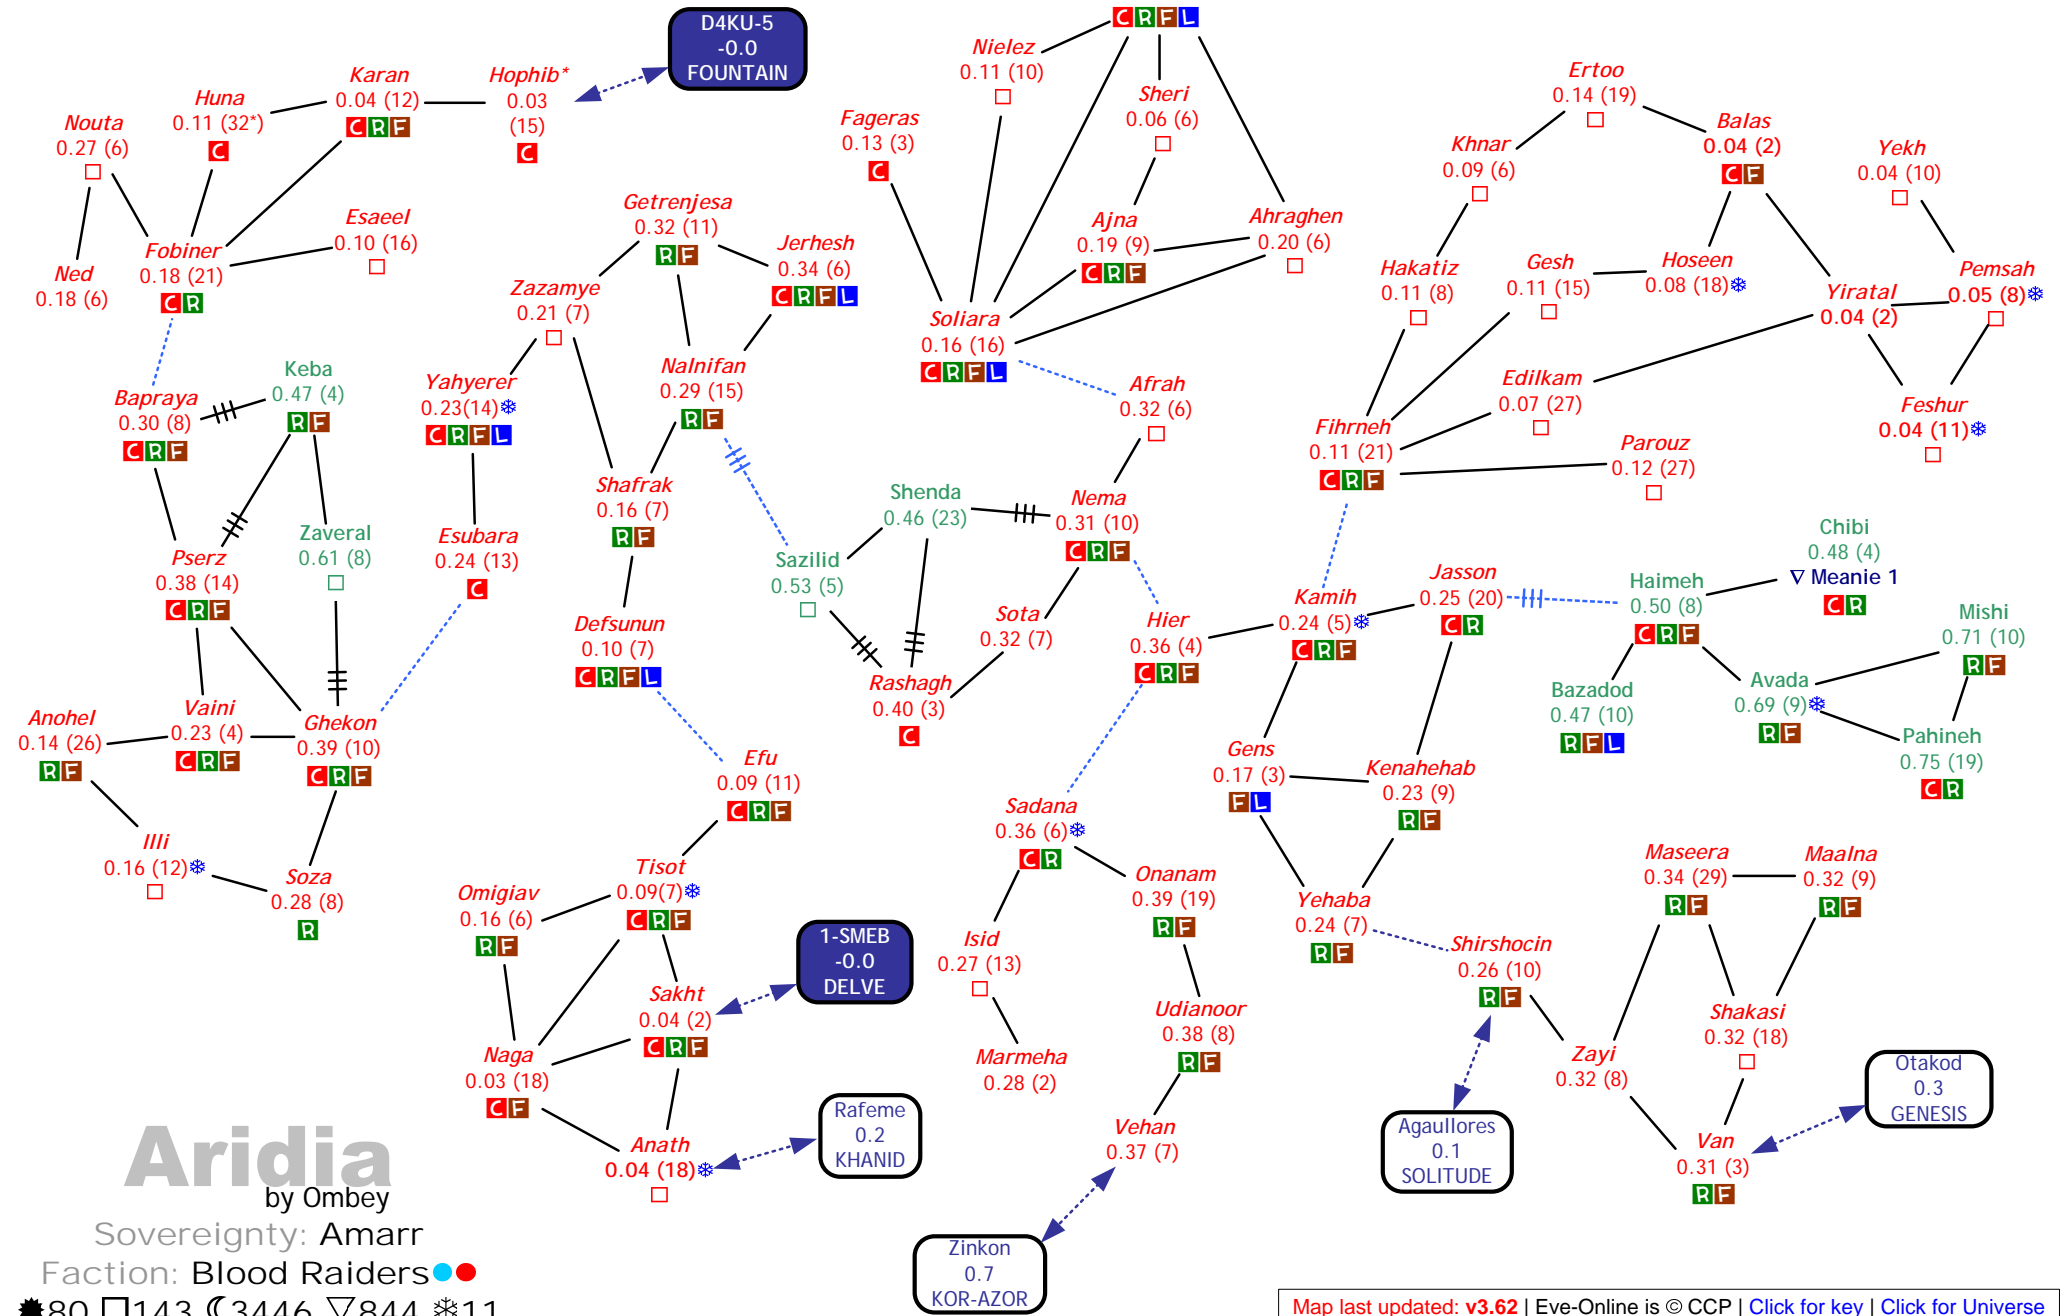 D4KU-5
-0.0
FOUNTAIN
C R F L
Nielez
0.11 (10)
Karan
0.04 (12)
C R F
Hophib*
0.03
(15)
C
Huna
0.11 (32*)
C
Nouta
0.27 (6)
Fageras
0.13 (3)
C
Sheri
0.06 (6)
Ertoo
0.14 (19)
Khnar
0.09 (6)
Balas
0.04 (2)
C F
Yekh
0.04 (10)
Getrenjesa
0.32 (11)
R F
Esaeel
0.10 (16)
Fobiner
0.18 (21)
C R
Ned
0.18 (6)
Jerhesh
0.34 (6)
C R F L
Zazamye
0.21 (7)
Ajna
0.19 (9)
C R F
Ahraghen
0.20 (6)
Hakatiz
0.11 (8)
Gesh
0.11 (15)
Hoseen
0.08 (18)
Yiratal
0.04 (2)
Pemsah
0.05 (8)
Soliara
0.16 (16)
C R F L
Bapraya
0.30 (8)
C R F
Keba
0.47 (4)
R F
Yahyerer
0.23(14)
C R F L
Nalnifan
0.29 (15)
R F
Afrah
0.32 (6)
Edilkam
0.07 (27)
Feshur
0.04 (11)
Fihrneh
0.11 (21)
C R F
Parouz
0.12 (27)
Shafrak
0.16 (7)
R F
Shenda
0.46 (23)
Nema
0.31 (10)
C R F
Zaveral
0.61 (8)
Esubara
0.24 (13)
C
Pserz
0.38 (14)
C R F
Sazilid
0.53 (5)
Chibi
0.48 (4)
▽ Meanie 1
C R
Haimeh
0.50 (8)
C R F
Jasson
0.25 (20)
C R
Kamih
0.24 (5)
C R F
Mishi
0.71 (10)
R F
Defsunun
0.10 (7)
C R F L
Sota
0.32 (7)
Hier
0.36 (4)
C R F
Rashagh
0.40 (3)
C
Bazadod
0.47 (10)
R F L
Avada
0.69 (9)
R F
Pahineh
0.75 (19)
C R
Anohel
0.14 (26)
R F
Vaini
0.23 (4)
C R F
Ghekon
0.39 (10)
C R F
Gens
0.17 (3)
F L
Kenahehab
0.23 (9)
R F
Efu
0.09 (11)
C R F
Sadana
0.36 (6)
C R
Illi
0.16 (12)
Soza
0.28 (8)
R
Omigiav
0.16 (6)
R F
Tisot
0.09(7)
C R F
Onanam
0.39 (19)
R F
Yehaba
0.24 (7)
R F
Maseera
0.34 (29)
R F
Maalna
0.32 (9)
R F
1-SMEB
-0.0
DELVE
Isid
0.27 (13)
Shirshocin
0.26 (10)
R F
Sakht
0.04 (2)
C R F
Udianoor
0.38 (8)
R F
Shakasi
0.32 (18)
Naga
0.03 (18)
C F
Marmeha
0.28 (2)
Zayi
0.32 (8)
Otakod
0.3
GENESIS
Rafeme
0.2
KHANID
Agaullores
0.1
SOLITUDE
Anath
0.04 (18)
Vehan
0.37 (7)
Van
0.31 (3)
R F
Zinkon
0.7
KOR-AZOR
Aridia
by Ombey
Sovereignty: Amarr
Faction: Blood Raiders
80 143 3446 844 11
Map last updated: v3.62 | Eve-Online is © CCP | Click for key | Click for Universe